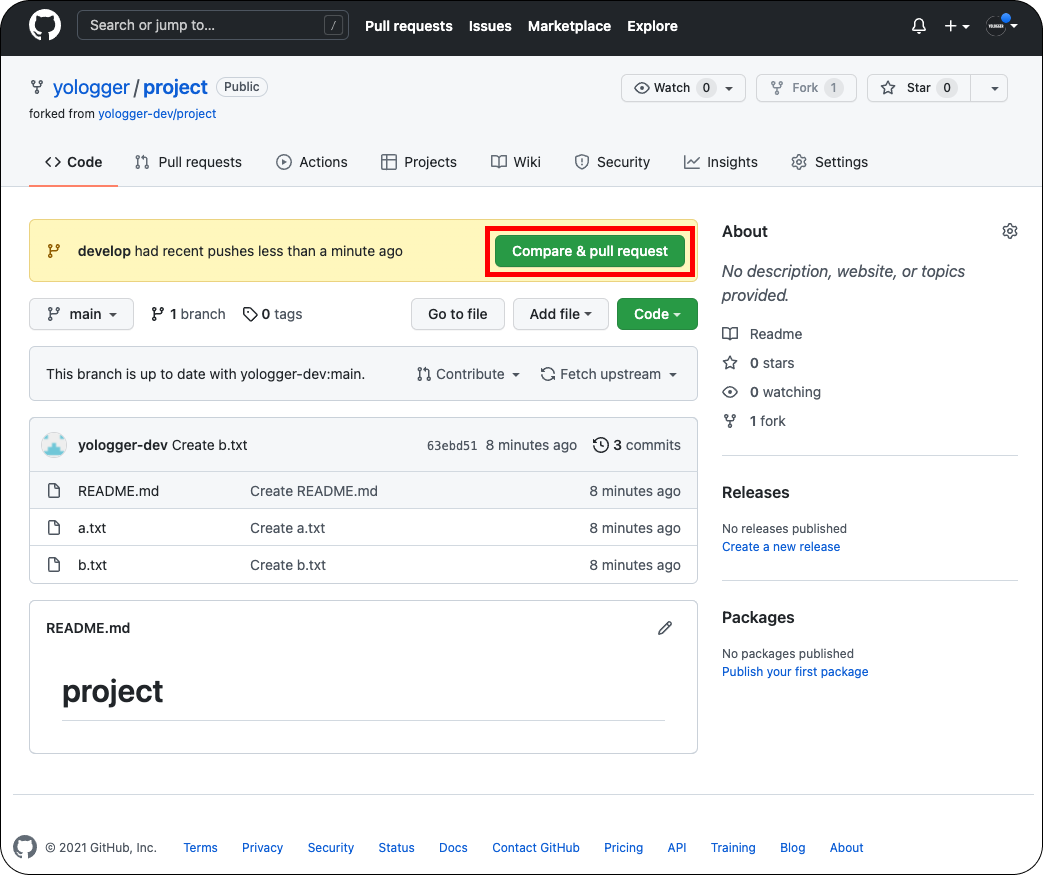 Search or jump to... / Pull requests Issues Marketplace Explore
yologger / project Public Watch 0 Fork 1 Star 0
forked from yologger-dev/project
Code Pull requests Actions Projects Wiki Security Insights Settings
develop had recent pushes less than a minute ago Compare & pull request
main 1 branch 0 tags Go to file Add file Code
This branch is up to date with yologger-dev:main. Contribute Fetch upstream
yologger-dev Create b.txt 63ebd51 8 minutes ago 3 commits
README.md Create README.md 8 minutes ago
a.txt Create a.txt 8 minutes ago
b.txt Create b.txt 8 minutes ago
README.md
project
About
No description, website, or topics
provided.
Readme
0 stars
0 watching
1 fork
Releases
No releases published
Create a new release
Packages
No packages published
Publish your first package
© 2021 GitHub, Inc. Terms Privacy Security Status Docs Contact GitHub Pricing API Training Blog About